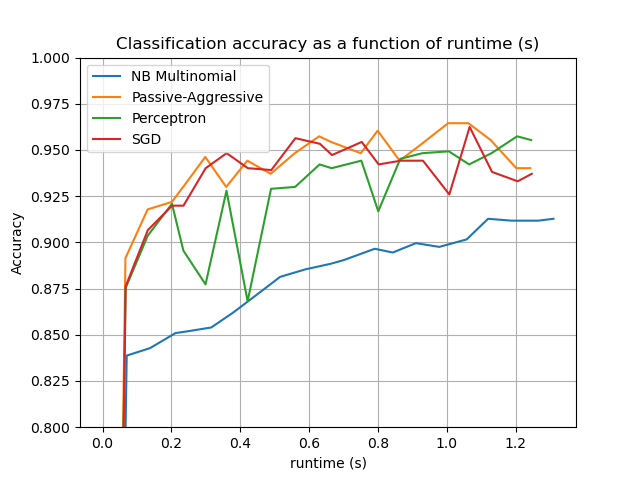 Classification accuracy as a function of runtime (s)
NB Multinomial
Passive-Aggressive
Perceptron
SGD
1.000
0.975
0.950
0.925
0.900
0.875
0.850
0.825
0.800
Accuracy
0.0 0.2 0.4 0.6 0.8 1.0 1.2
runtime (s)